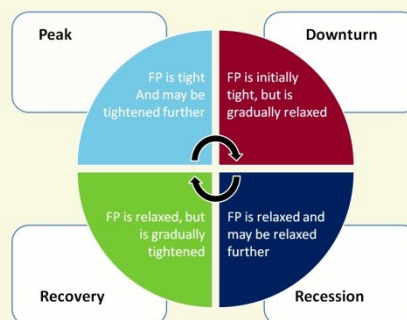 Peak
Downturn
FP is tight
And may be
tightened further
FP is initially
tight, but is
gradually relaxed
FP is relaxed, but
is gradually
tightened
FP is relaxed and
may be relaxed
further
Recovery
Recession